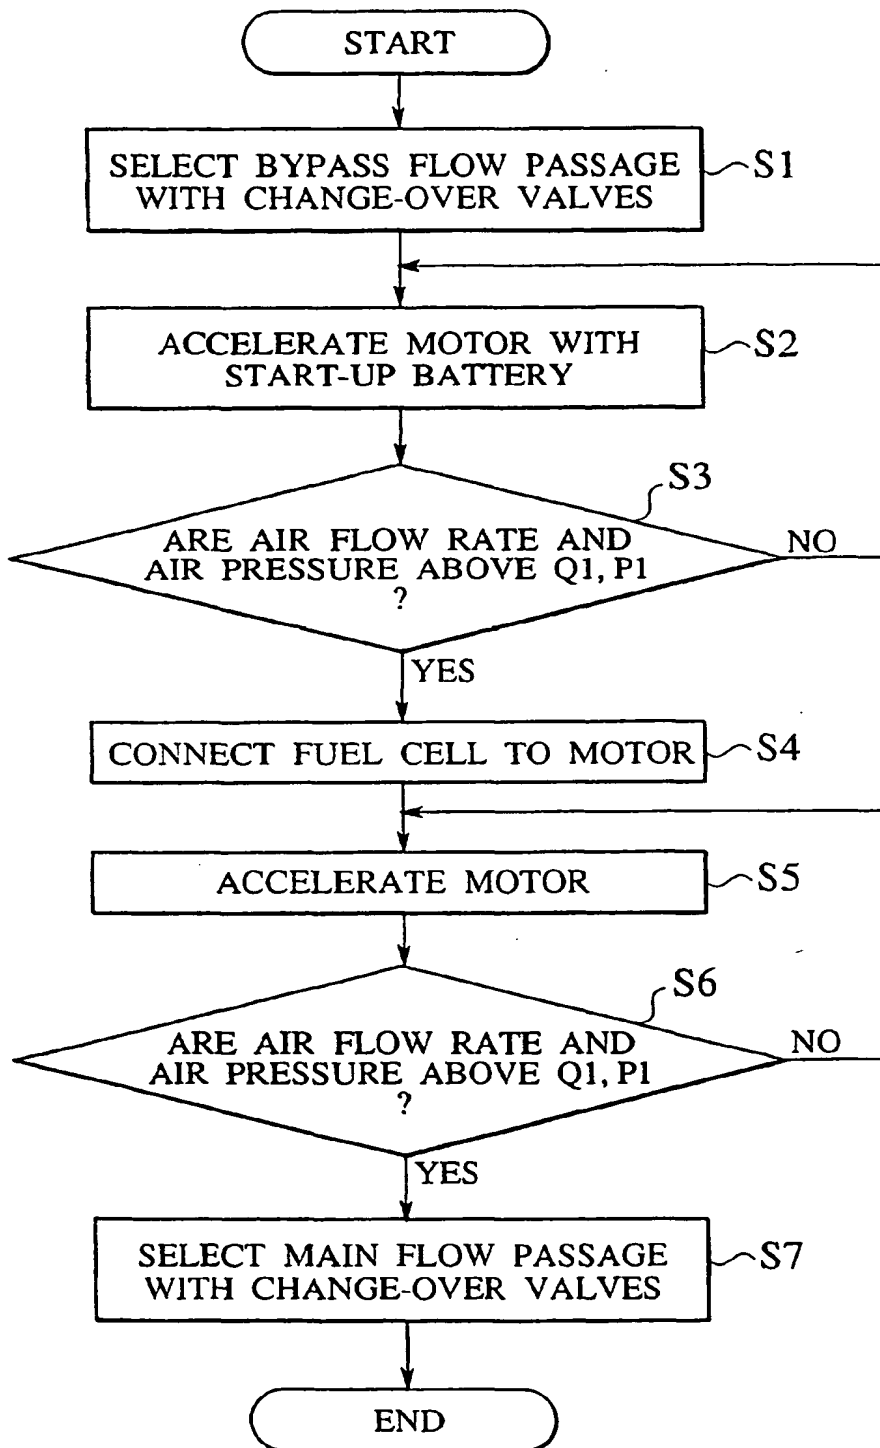 START
SELECT BYPASS FLOW PASSAGE
WITH CHANGE-OVER VALVES
S1
ACCELERATE MOTOR WITH
START-UP BATTERY
S2
S3
ARE AIR FLOW RATE AND
AIR PRESSURE ABOVE Q1, P1
?
NO
YES
CONNECT FUEL CELL TO MOTOR
S4
ACCELERATE MOTOR
S5
S6
ARE AIR FLOW RATE AND
AIR PRESSURE ABOVE Q1, P1
?
NO
YES
SELECT MAIN FLOW PASSAGE
WITH CHANGE-OVER VALVES
S7
END